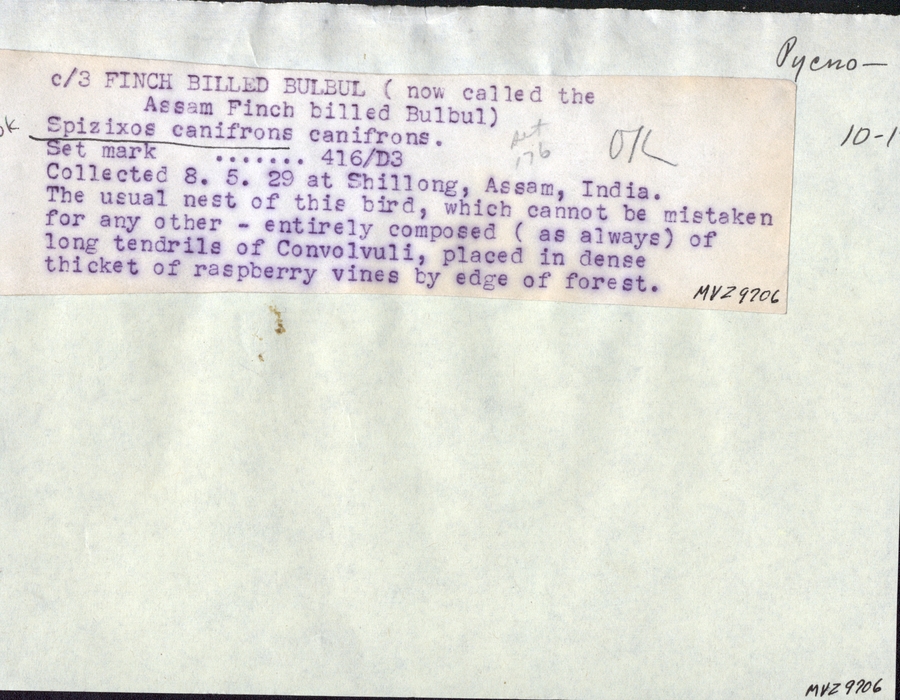 Pycno-
c/3 FINCH BILLED BULBUL ( now called the
Assam Finch billed Bulbul)
ok Spizixos canifrons canifrons.
OK
10-1
Set mark ....... 416/D3
176
Collected 8. 5. 29 at Shillong, Assam, India.
The usual nest of this bird, which cannot be mistaken
for any other - entirely composed ( as always) of
long tendrils of Convolvuli, placed in dense
thicket of raspberry vines by edge of forest.
MVZ 9706
MVZ 9706